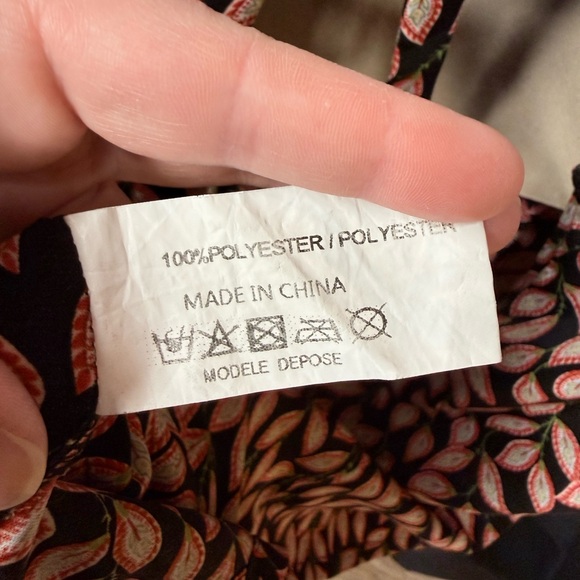 100%POLYESTER / POLYESTER
MADE IN CHINA
MODELE DEPOSE